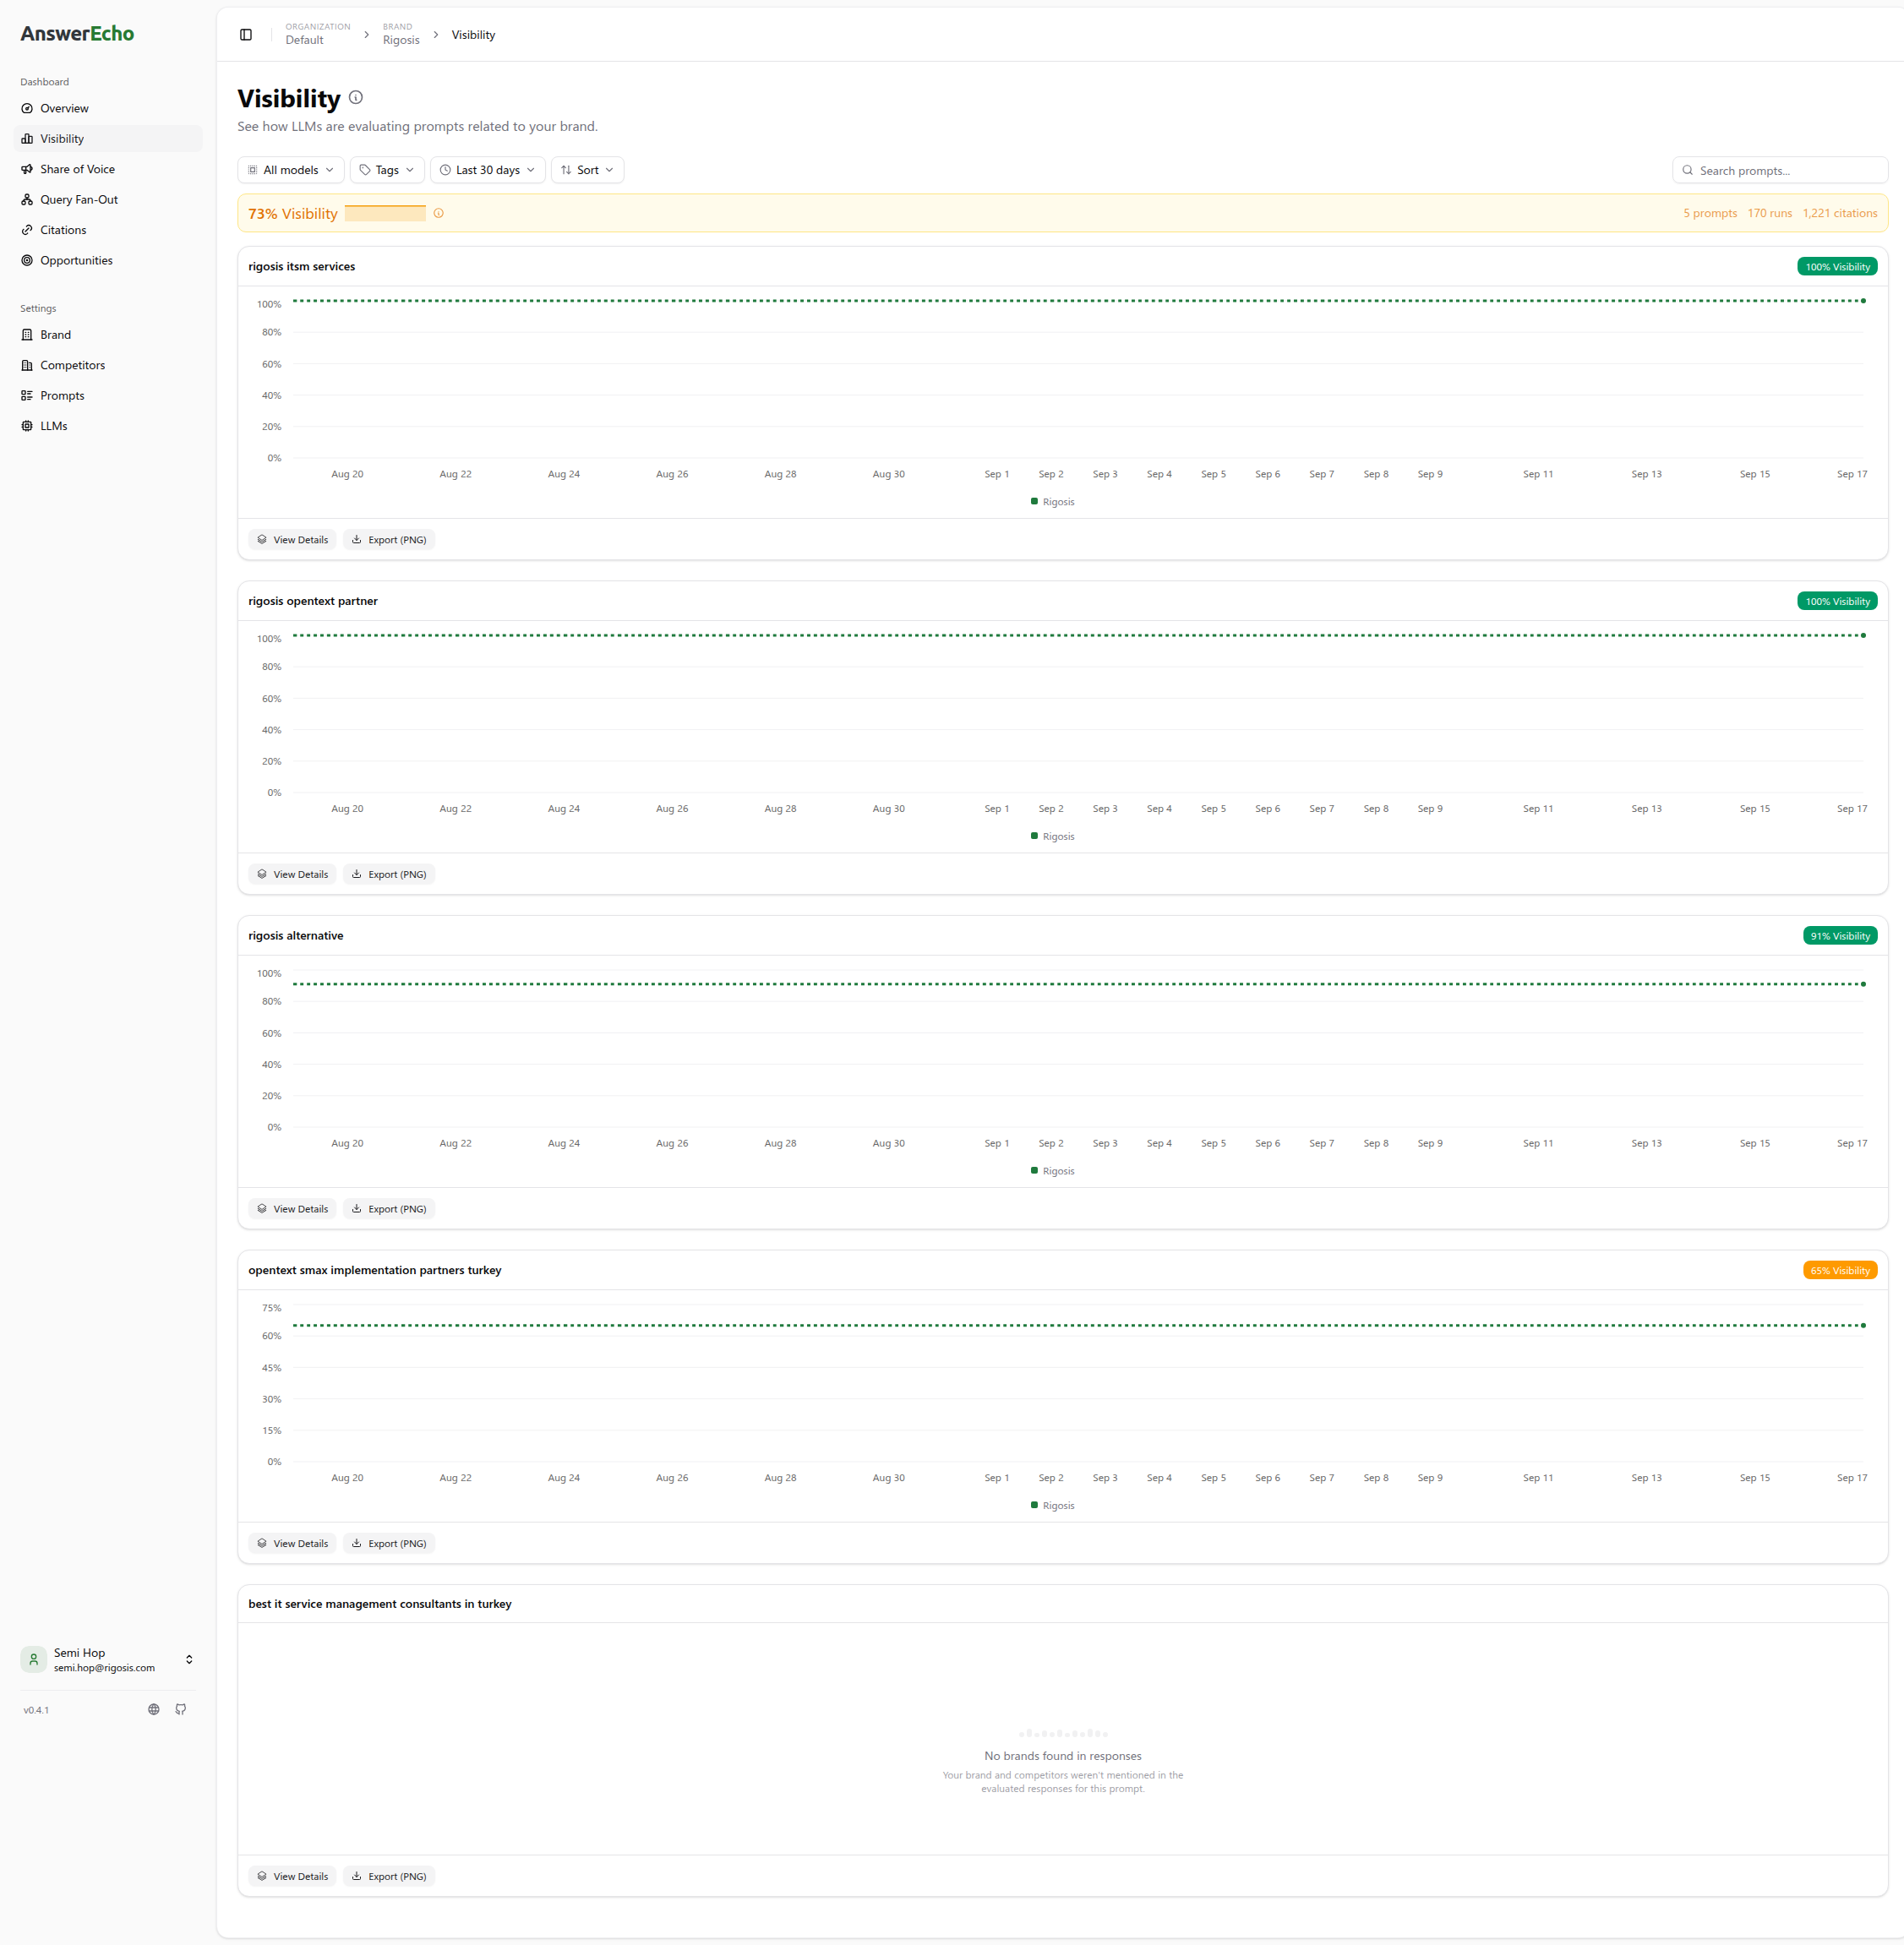 AnswerEcho
Dashboard
Overview
Visibility
Share of Voice
Query Fan-Out
Citations
Opportunities
Settings
Brand
Competitors
Prompts
LLMs
Semi Hop
semi.hop@rigosis.com
v0.4.1
ORGANIZATION
Default
BRAND
Rigosis
Visibility
Visibility
See how LLMs are evaluating prompts related to your brand.
All models Tags Last 30 days Sort Search prompts...
73% Visibility 5 prompts 170 runs 1,221 citations
rigosis itsm services 100% Visibility
100%
80%
60%
40%
20%
0%
Aug 20 Aug 22 Aug 24 Aug 26 Aug 28 Aug 30 Sep 1 Sep 2 Sep 3 Sep 4 Sep 5 Sep 6 Sep 7 Sep 8 Sep 9 Sep 11 Sep 13 Sep 15 Sep 17
Rigosis
View Details Export (PNG)
rigosis opentext partner 100% Visibility
100%
80%
60%
40%
20%
0%
Aug 20 Aug 22 Aug 24 Aug 26 Aug 28 Aug 30 Sep 1 Sep 2 Sep 3 Sep 4 Sep 5 Sep 6 Sep 7 Sep 8 Sep 9 Sep 11 Sep 13 Sep 15 Sep 17
Rigosis
View Details Export (PNG)
rigosis alternative 91% Visibility
100%
80%
60%
40%
20%
0%
Aug 20 Aug 22 Aug 24 Aug 26 Aug 28 Aug 30 Sep 1 Sep 2 Sep 3 Sep 4 Sep 5 Sep 6 Sep 7 Sep 8 Sep 9 Sep 11 Sep 13 Sep 15 Sep 17
Rigosis
View Details Export (PNG)
opentext smax implementation partners turkey 65% Visibility
75%
60%
45%
30%
15%
0%
Aug 20 Aug 22 Aug 24 Aug 26 Aug 28 Aug 30 Sep 1 Sep 2 Sep 3 Sep 4 Sep 5 Sep 6 Sep 7 Sep 8 Sep 9 Sep 11 Sep 13 Sep 15 Sep 17
Rigosis
View Details Export (PNG)
best it service management consultants in turkey
No brands found in responses
Your brand and competitors weren't mentioned in the
evaluated responses for this prompt.
View Details Export (PNG)